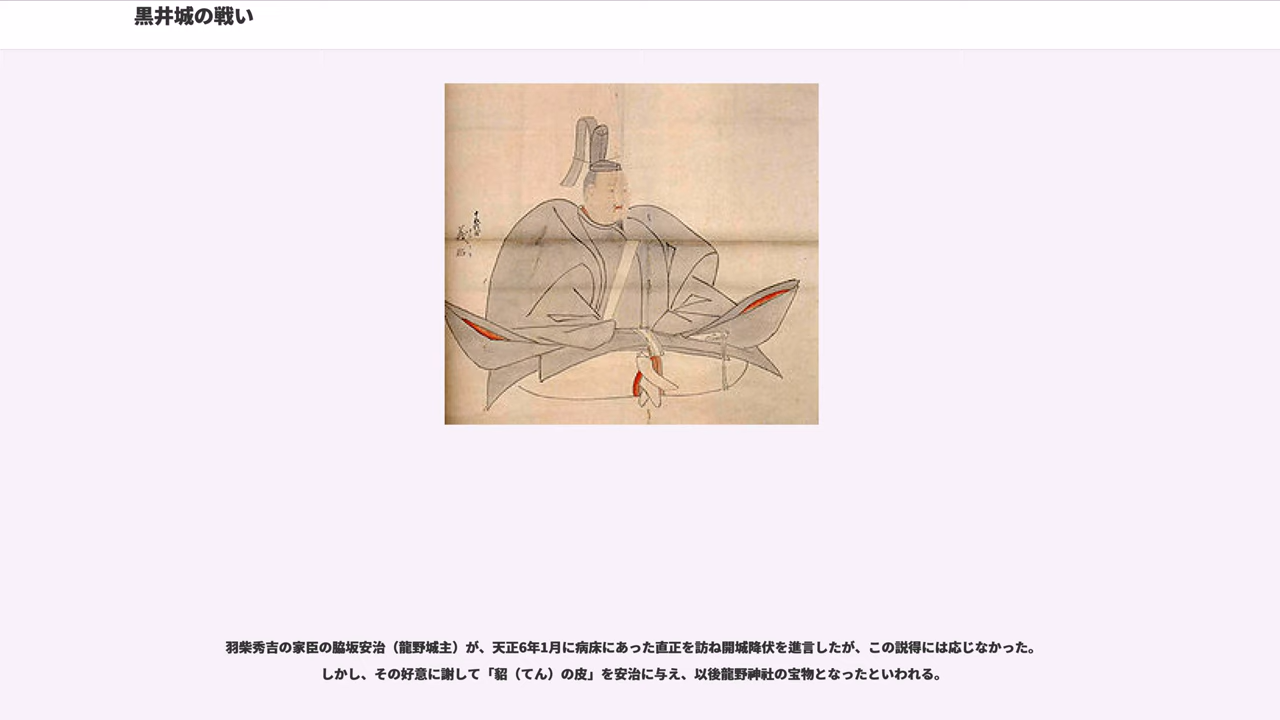 黒井城の戦い
羽柴秀吉の家臣の脇坂安治（龍野城主）が、天正6年1月に病床にあった直正を訪ね開城降伏を進言したが、この説得には応じなかった。
しかし、その好意に謝して「貂（てん）の皮」を安治に与え、以後龍野神社の宝物となったといわれる。